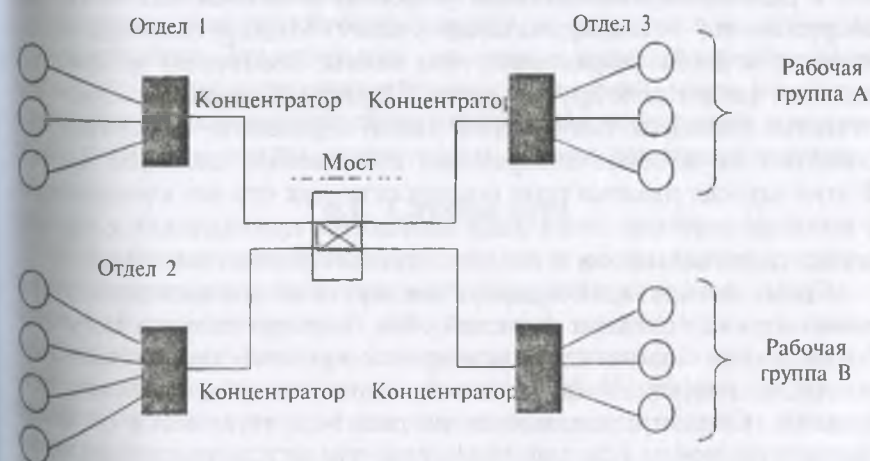 Отдел 1
Отдел 3
Рабочая
группа А
Концентратор
Концентратор
Мост
Отдел 2
Рабочая
группа В
Концентратор
Концентратор